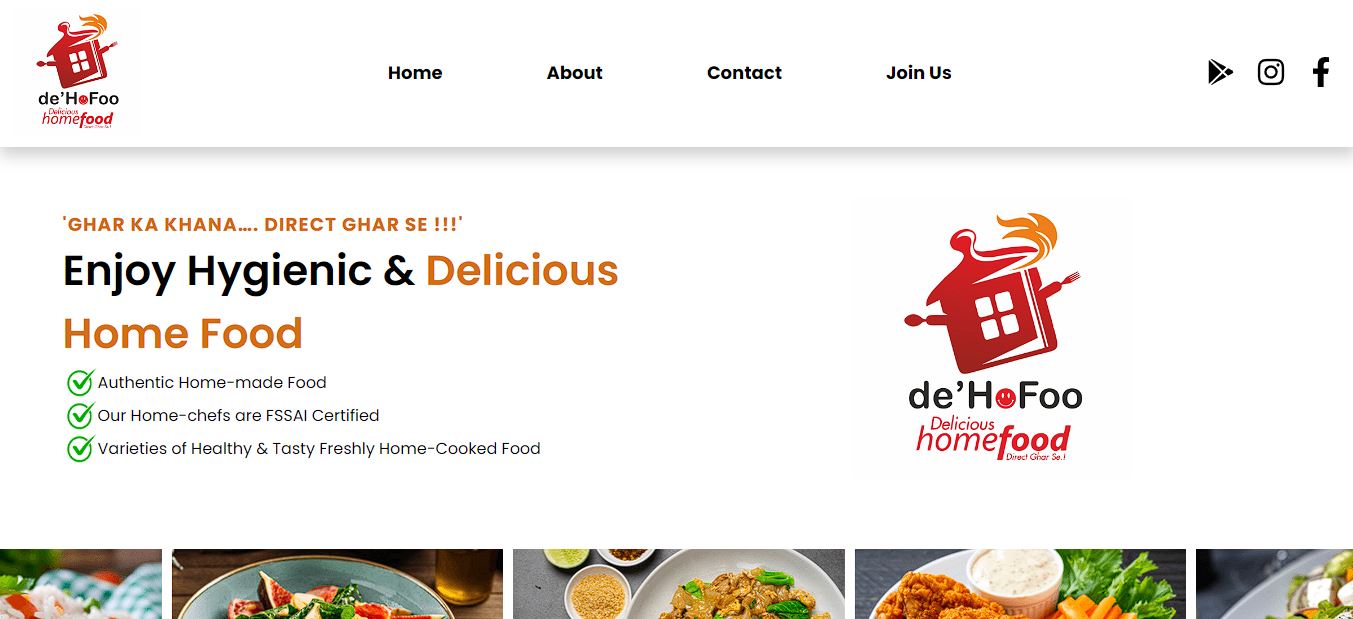 de'HoFoo
Delicious
homefood
Direct Ghar Se.!
Home
About
Contact
Join Us
'GHAR KA KHANA.... DIRECT GHAR SE !!!'
Enjoy Hygienic & Delicious
Home Food
Authentic Home-made Food
Our Home-chefs are FSSAI Certified
Varieties of Healthy & Tasty Freshly Home-Cooked Food
de'HoFoo
Delicious
homefood
Direct Ghar Se.!